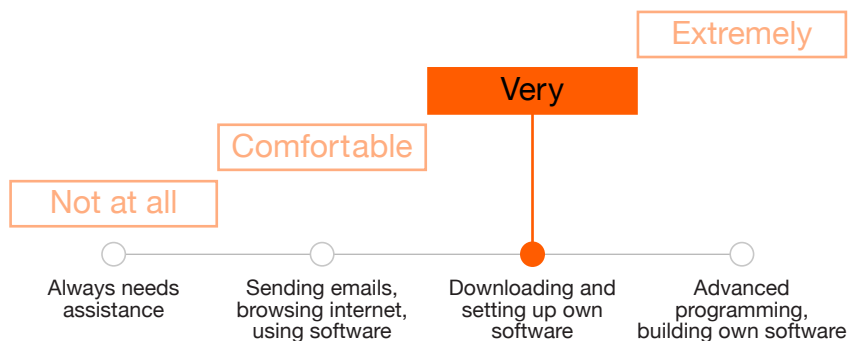 Extremely
Very
Comfortable
Not at all
Always needs
assistance
Sending emails,
browsing internet,
using software
Downloading and
setting up own
software
Advanced
programming,
building own software